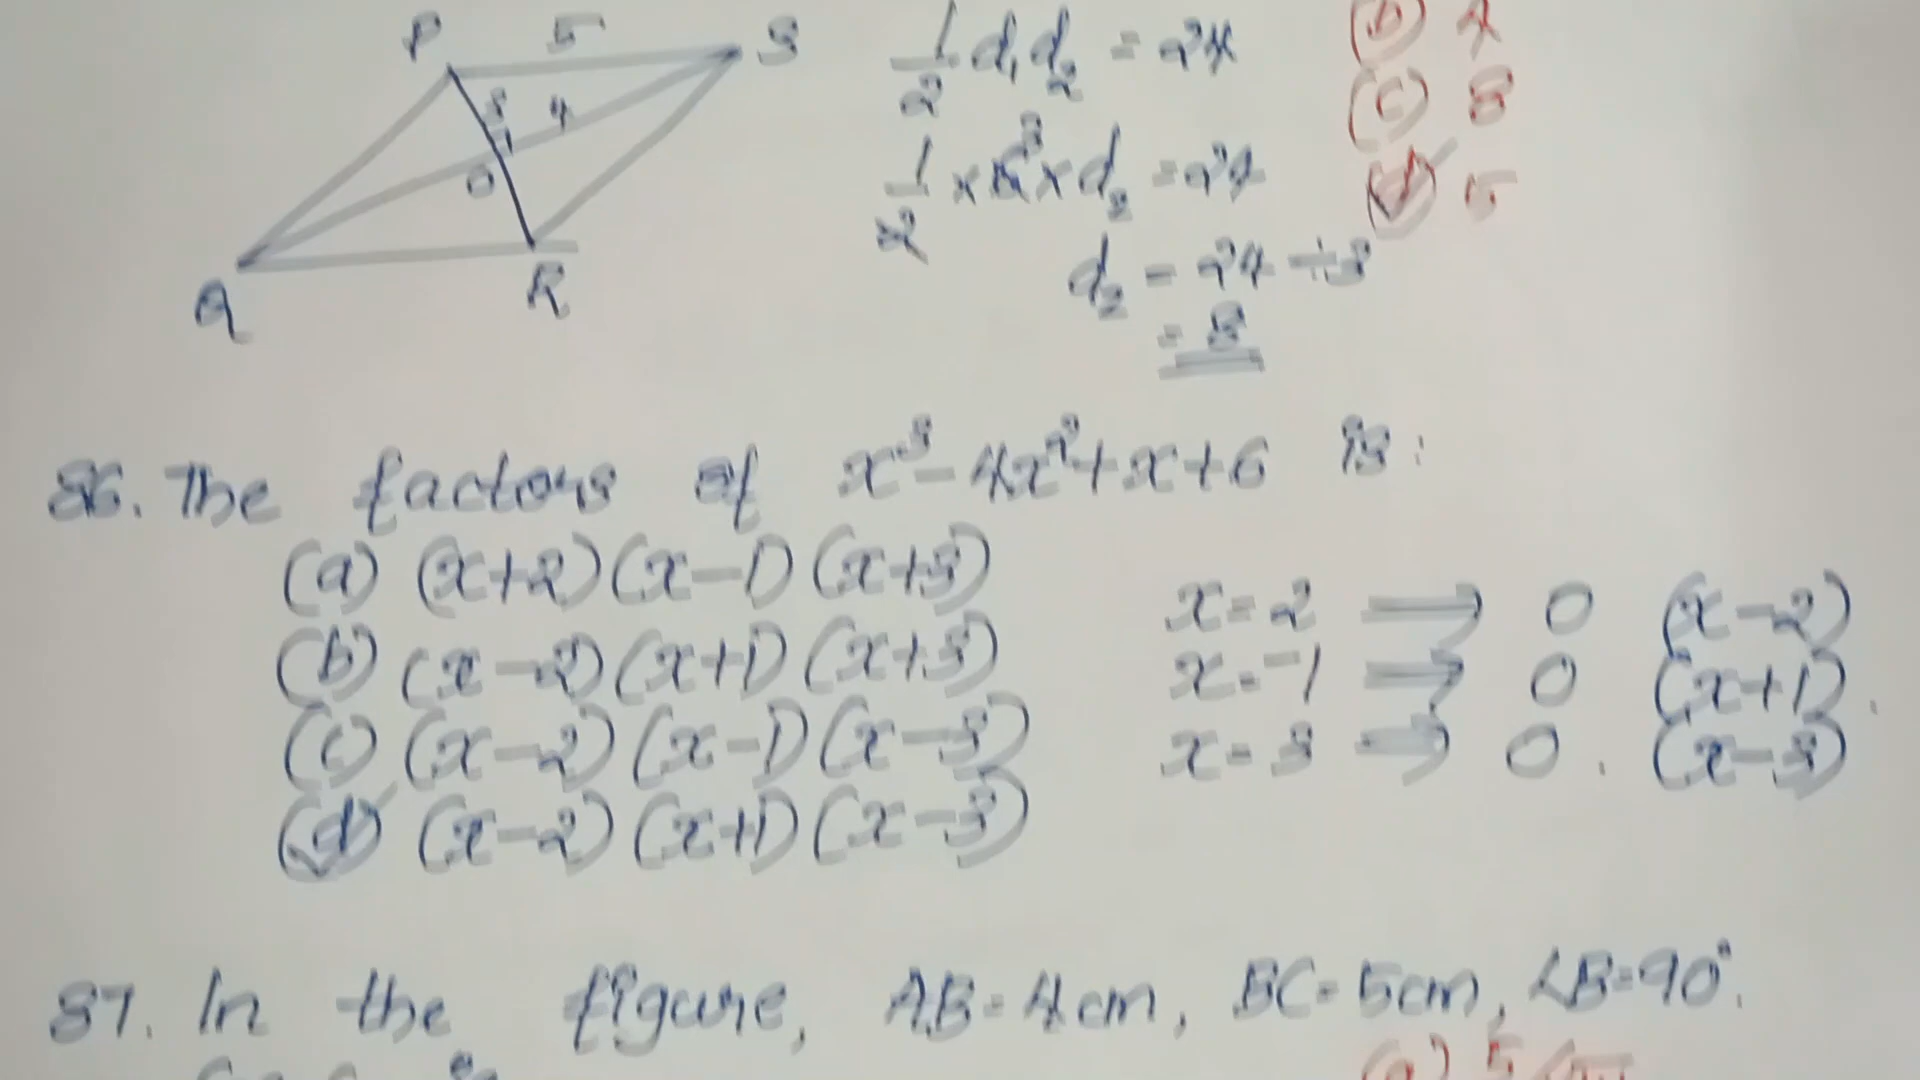 P 5 S
3 4
O
Q R
1/2 d₁d₂ = 24
1/2 × 6³ × d₂ = 24
d₂ = 24 ÷ 3
= 8
(b) 4
(c) 8
(d) 5
86. The factors of x³-4x²+x+6 is:
(a) (x+2)(x-1)(x+3)
(b) (x-2)(x+1)(x+3)
(c) (x-2)(x-1)(x-3)
(d) (x-2)(x+1)(x-3)
x=2 ⟹ 0 (x-2)
x=-1 ⟹ 0 (x+1).
x=3 ⟹ 0. (x-3)
87. In the figure, AB=4cm, BC=5cm, ∠B=90°.